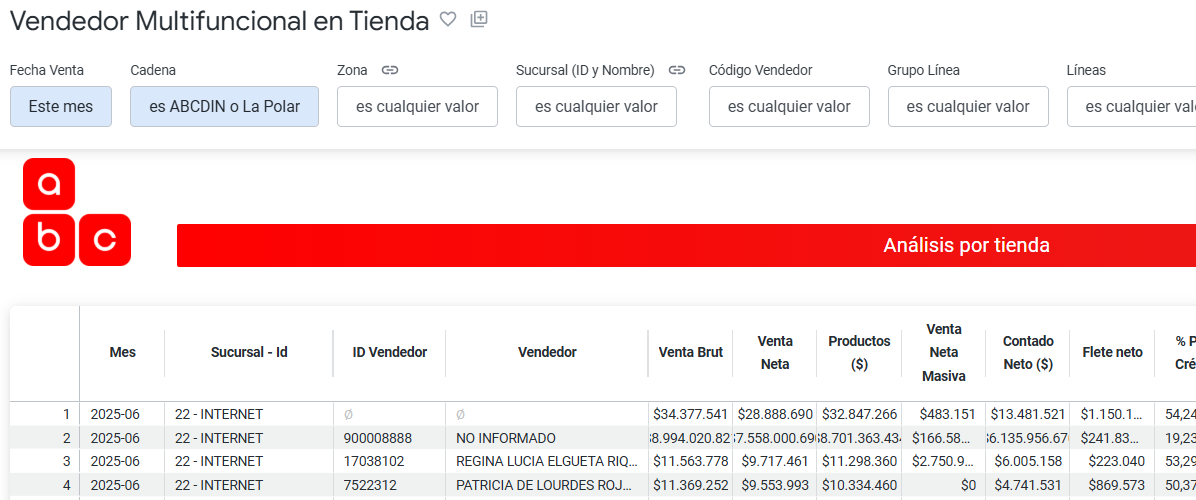 Vendedor Multifuncional en Tienda
Fecha Venta Cadena Zona Sucursal (ID y Nombre) Código Vendedor Grupo Línea Líneas
Este mes es ABCDIN o La Polar es cualquier valor es cualquier valor es cualquier valor es cualquier valor es cualquier
a
b c
Análisis por tienda
Mes Sucursal - Id ID Vendedor Vendedor Venta Brut Venta Neta Productos ($) Venta Neta Masiva Contado Neto ($) Flete neto %
1 2025-06 22 - INTERNET Ø Ø $34.377.541 $28.888.690 $32.847.266 $483.151 $13.481.521 $1.150.1... 54,24
2 2025-06 22 - INTERNET 900008888 NO INFORMADO 8.994.020.82 7.558.000.69 8.701.363.43 $166.58... 6.135.956.67 $241.83... 19,23
3 2025-06 22 - INTERNET 17038102 REGINA LUCIA ELGUETA RIQ... $11.563.778 $9.717.461 $11.298.360 $2.750.9... $6.005.158 $223.040 53,29
4 2025-06 22 - INTERNET 7522312 PATRICIA DE LOURDES ROJ... $11.369.252 $9.553.993 $10.334.460 $0 $4.741.531 $869.573 50,37